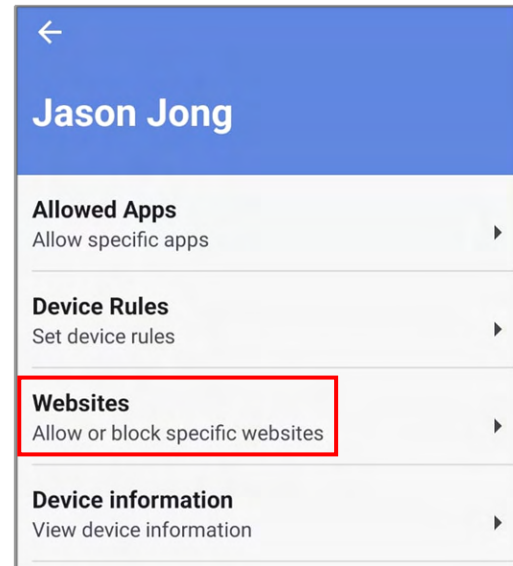 Jason Jong
Allowed Apps
Allow specific apps
Device Rules
Set device rules
Websites
Allow or block specific websites
Device information
View device information